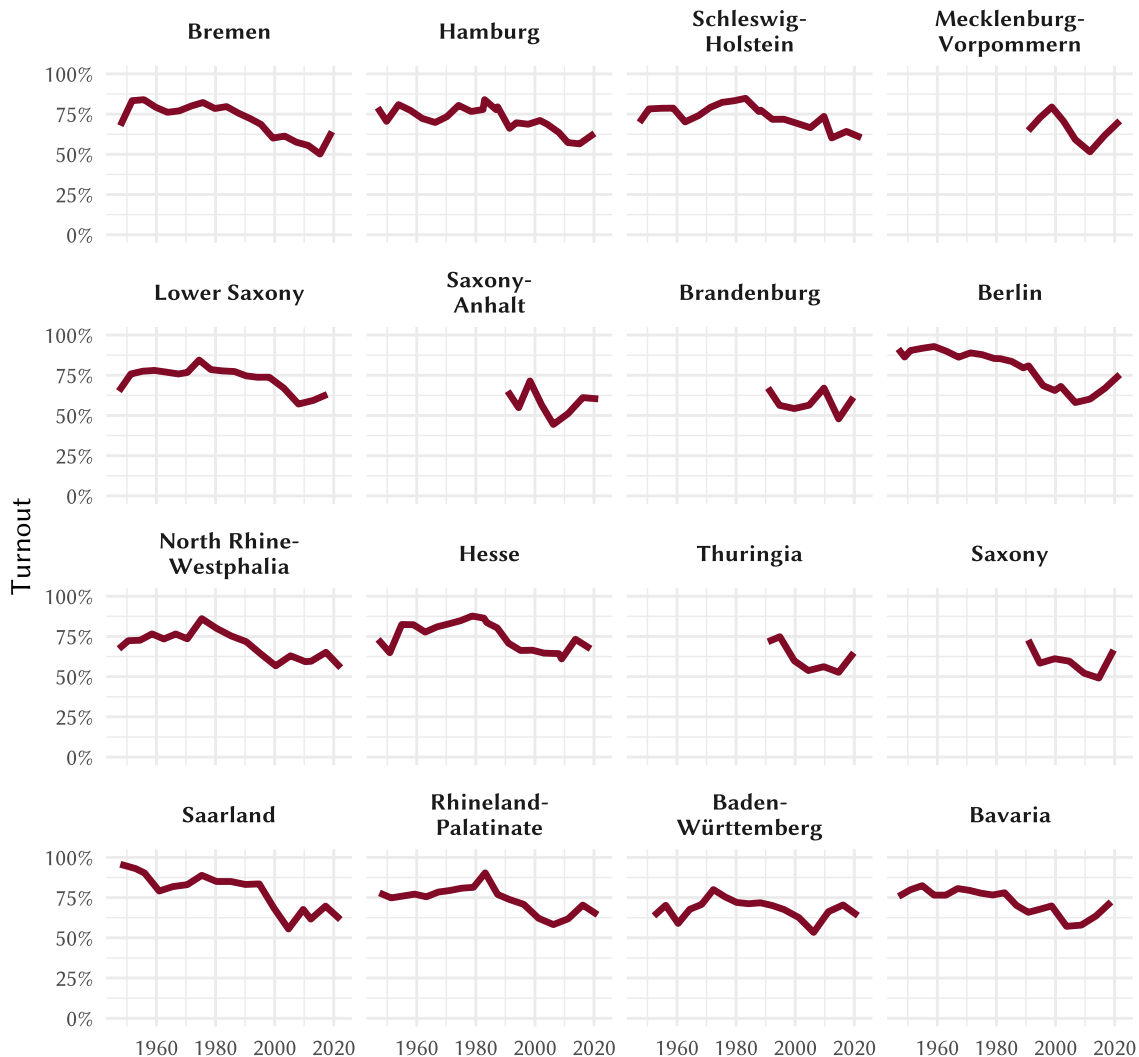 Bremen
Hamburg
Schleswig-
Holstein
Mecklenburg-
Vorpommern
100%
75%
50%
25%
0%
Lower Saxony
Saxony-
Anhalt
Brandenburg
Berlin
100%
75%
50%
25%
0%
Turnout
North Rhine-
Westphalia
Hesse
Thuringia
Saxony
100%
75%
50%
25%
0%
Saarland
Rhineland-
Palatinate
Baden-
Württemberg
Bavaria
100%
75%
50%
25%
0%
1960 1980 2000 2020 1960 1980 2000 2020 1960 1980 2000 2020 1960 1980 2000 2020